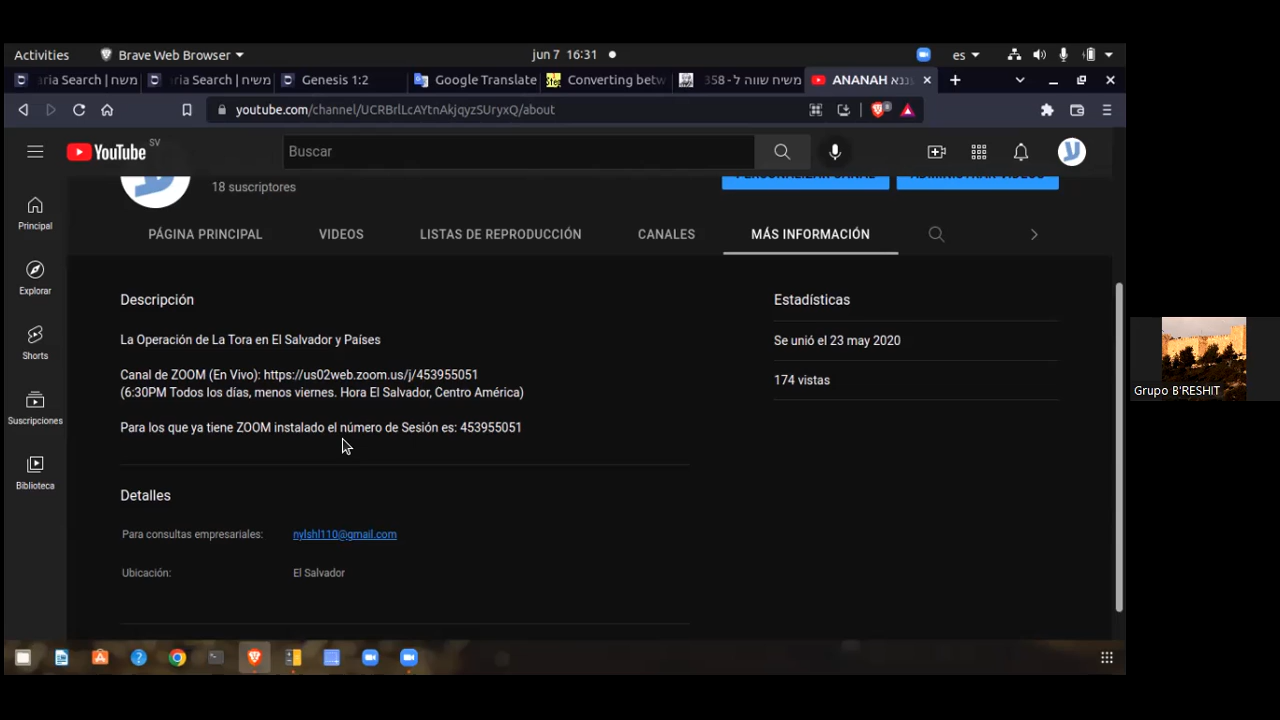 Activities
Brave Web Browser
jun 7 16:31
es
aria Search | משיח
aria Search | משיח
Genesis 1:2
Google Translate
Converting betw
משיח שווה ל - 358
ANANAH עננא
youtube.com/channel/UCRBrlLcAYtnAkjqyzSUryxQ/about
YouTube
SV
Buscar
18 suscriptores
Principal
Explorar
Shorts
Suscripciones
Biblioteca
PÁGINA PRINCIPAL
VIDEOS
LISTAS DE REPRODUCCIÓN
CANALES
MÁS INFORMACIÓN
Descripción
La Operación de La Tora en El Salvador y Países
Canal de ZOOM (En Vivo): https://us02web.zoom.us/j/453955051
(6:30PM Todos los días, menos viernes. Hora El Salvador, Centro América)
Para los que ya tiene ZOOM instalado el número de Sesión es: 453955051
Detalles
Para consultas empresariales:
nylshl110@gmail.com
Ubicación:
El Salvador
Estadísticas
Se unió el 23 may 2020
174 vistas
Grupo B'RESHIT